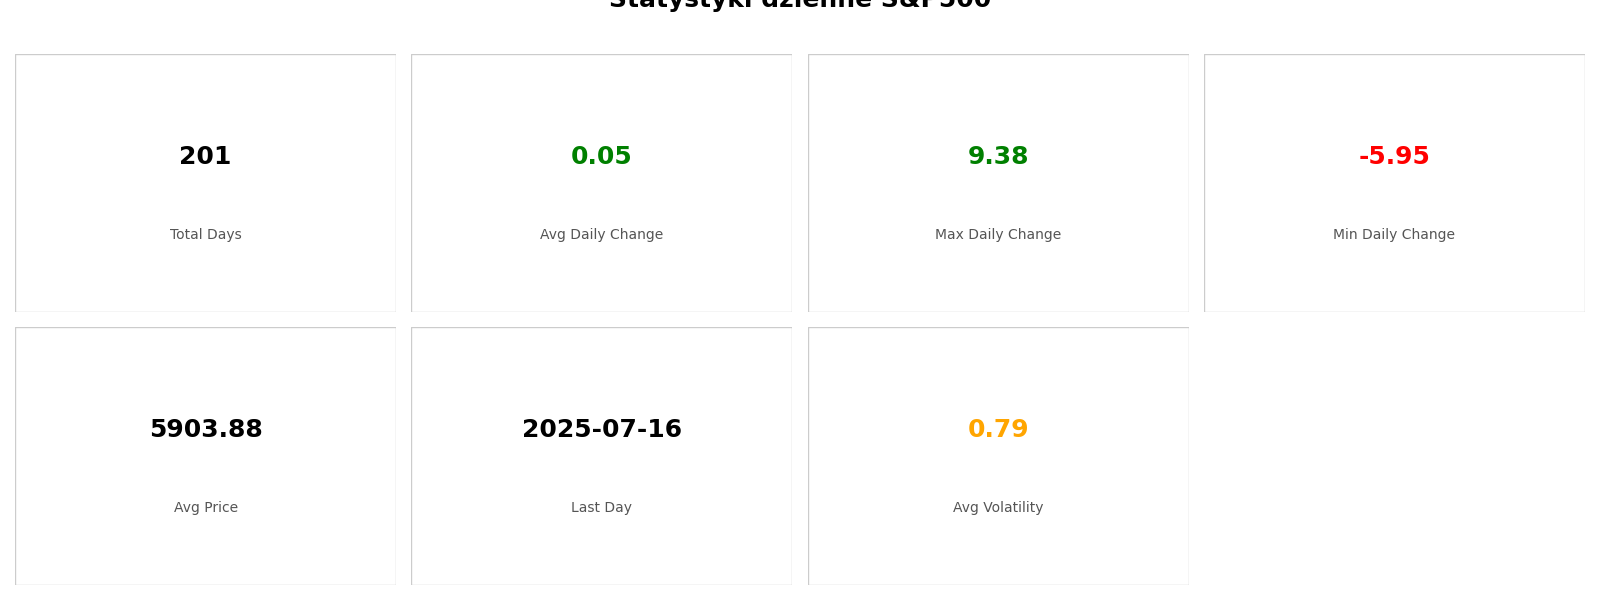 Statystyki dzienne S&P500
201
Total Days
0.05
Avg Daily Change
9.38
Max Daily Change
-5.95
Min Daily Change
5903.88
Avg Price
2025-07-16
Last Day
0.79
Avg Volatility